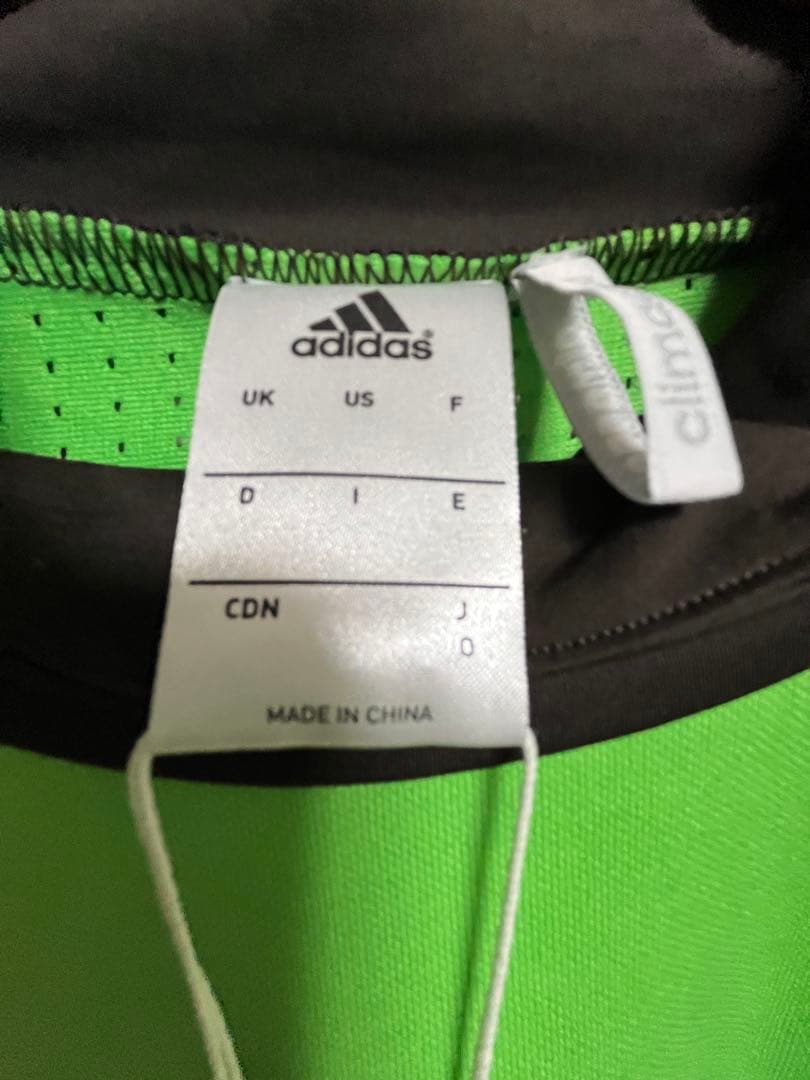 adidas®
UK US F
D I E
CDN J
O
MADE IN CHINA
clima